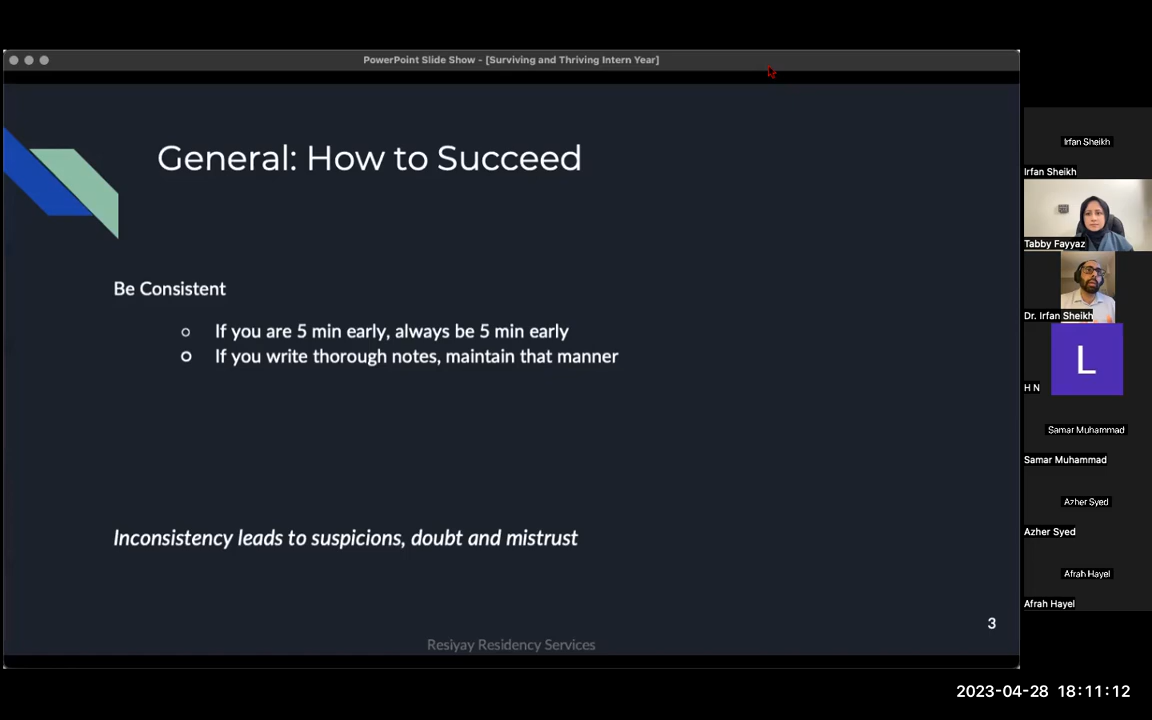 PowerPoint Slide Show - [Surviving and Thriving Intern Year]
General: How to Succeed
Be Consistent
If you are 5 min early, always be 5 min early
If you write thorough notes, maintain that manner
Inconsistency leads to suspicions, doubt and mistrust
3
Resiyay Residency Services
Irfan Sheikh
Irfan Sheikh
Tabby Fayyaz
Dr. Irfan Sheikh
L
H N
Samar Muhammad
Samar Muhammad
Azher Syed
Azher Syed
Afrah Hayel
Afrah Hayel
2023-04-28 18:11:12